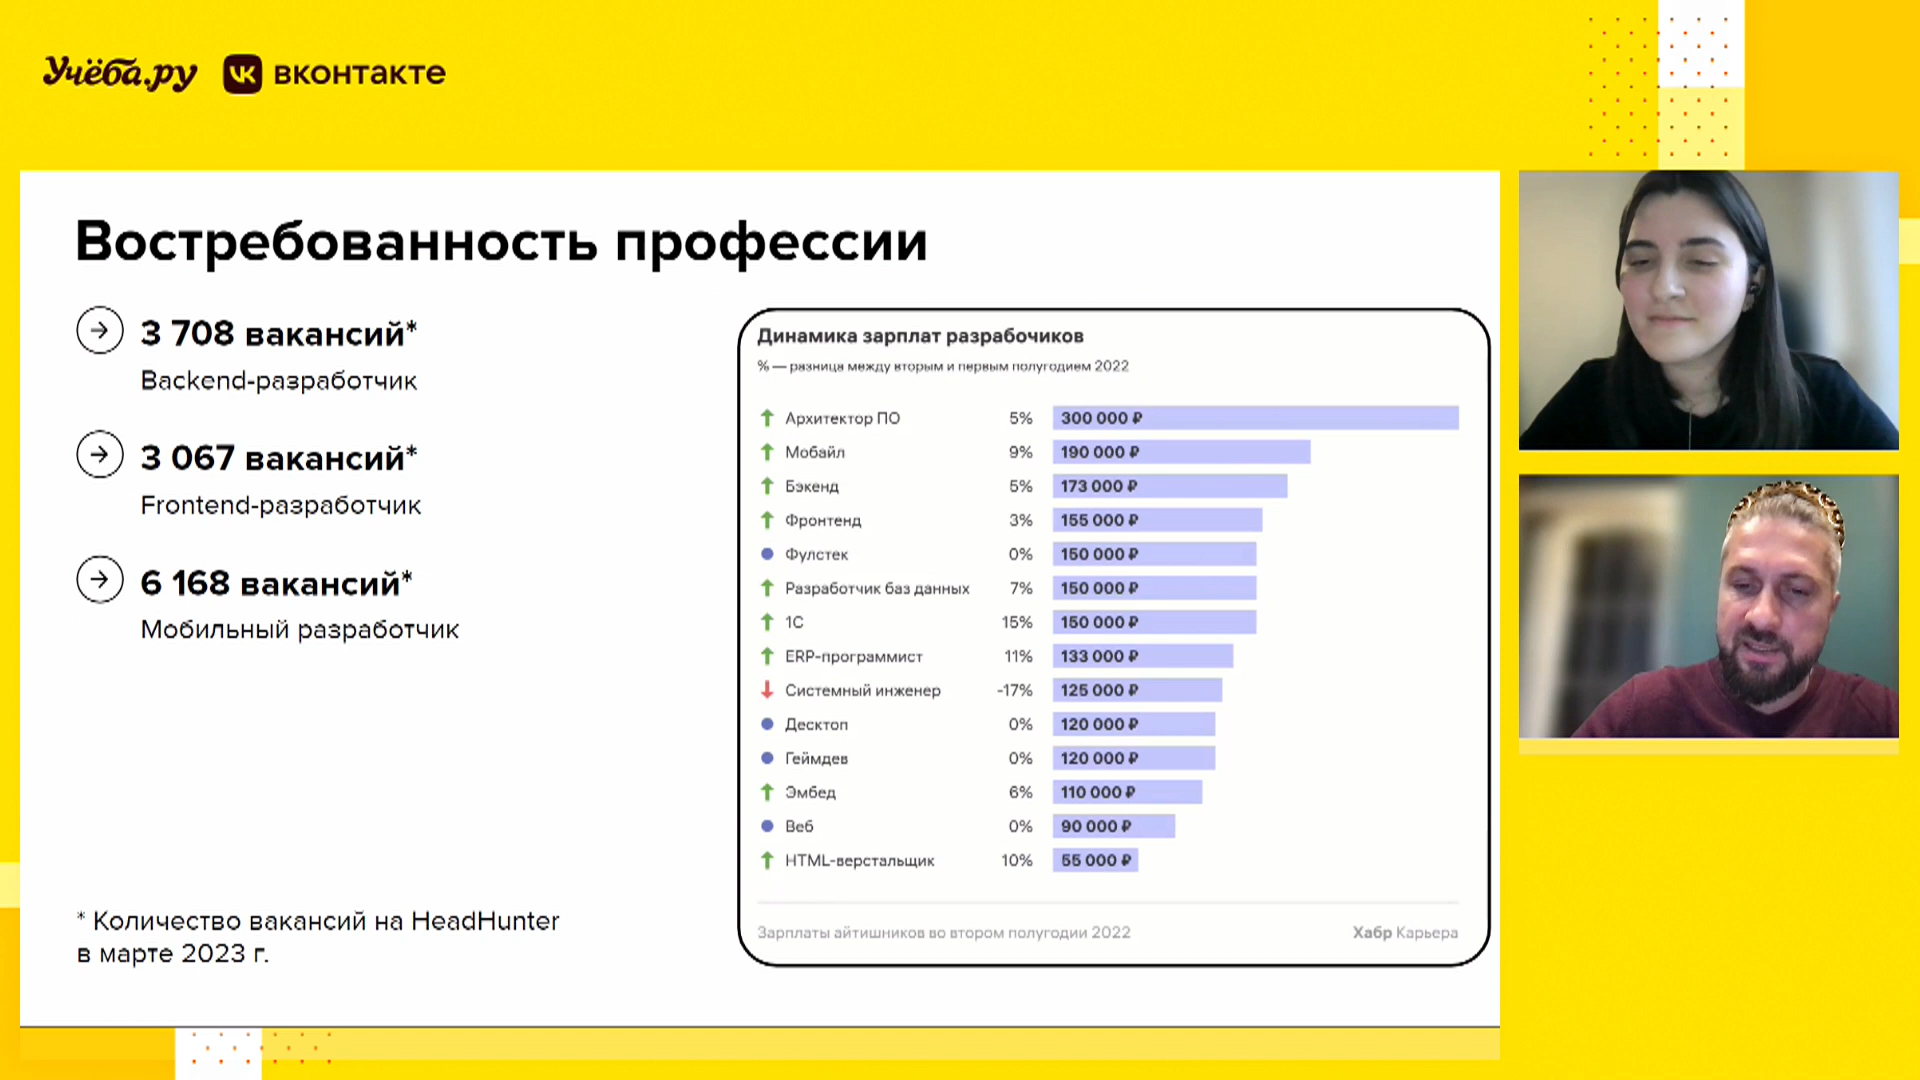 Учёба.ру вконтакте
Востребованность профессии
3 708 вакансий*
Backend-разработчик
3 067 вакансий*
Frontend-разработчик
6 168 вакансий*
Мобильный разработчик
* Количество вакансий на HeadHunter
в марте 2023 г.
Динамика зарплат разрабочиков
% — разница между вторым и первым полугодием 2022
Архитектор ПО 5% 300 000 ₽
Мобайл 9% 190 000 ₽
Бэкенд 5% 173 000 ₽
Фронтенд 3% 155 000 ₽
Фулстек 0% 150 000 ₽
Разработчик баз данных 7% 150 000 ₽
1С 15% 150 000 ₽
ERP-программист 11% 133 000 ₽
Системный инженер -17% 125 000 ₽
Десктоп 0% 120 000 ₽
Геймдев 0% 120 000 ₽
Эмбед 6% 110 000 ₽
Веб 0% 90 000 ₽
HTML-верстальщик 10% 55 000 ₽
Зарплаты айтишников во втором полугодии 2022 Хабр Карьера